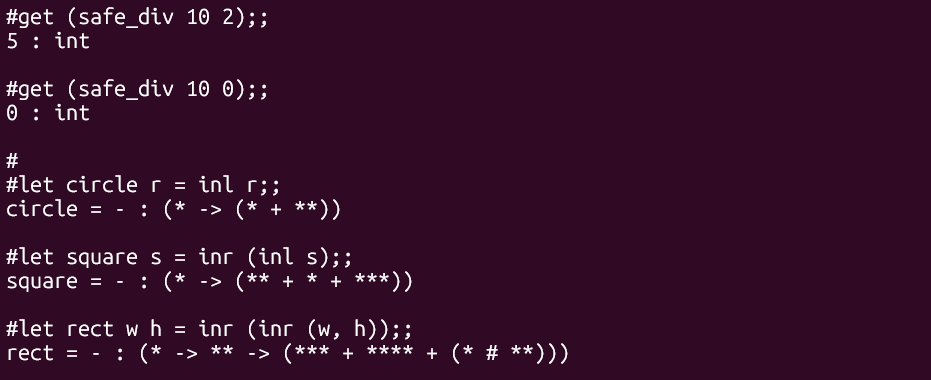 #get (safe_div 10 2);;
5 : int
#get (safe_div 10 0);;
0 : int
#
#let circle r = inl r;;
circle = - : (* -> (* + **))
#let square s = inr (inl s);;
square = - : (* -> (** + * + ***))
#let rect w h = inr (inr (w, h));;
rect = - : (* -> ** -> (*** + **** + (* # **)))